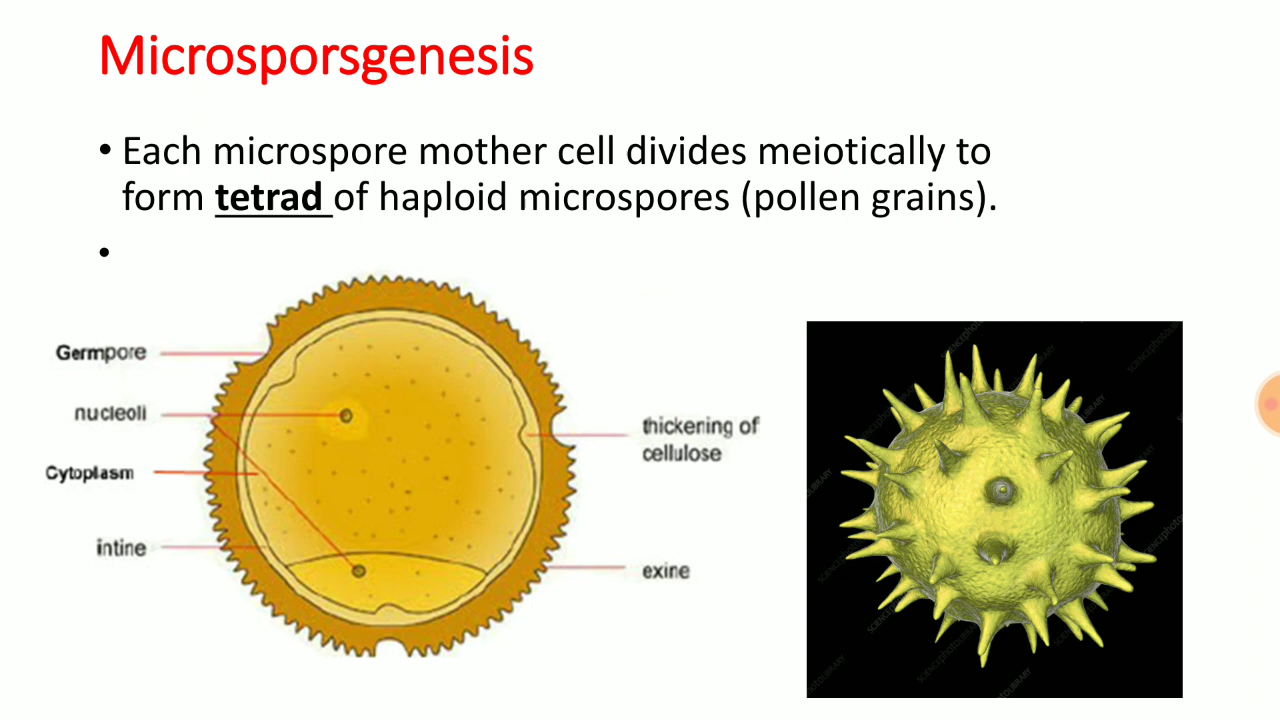 Microsporsgenesis
• Each microspore mother cell divides meiotically to
form tetrad of haploid microspores (pollen grains).
•
Germpore
nucleoli
Cytoplasm
intine
thickening of
cellulose
exine